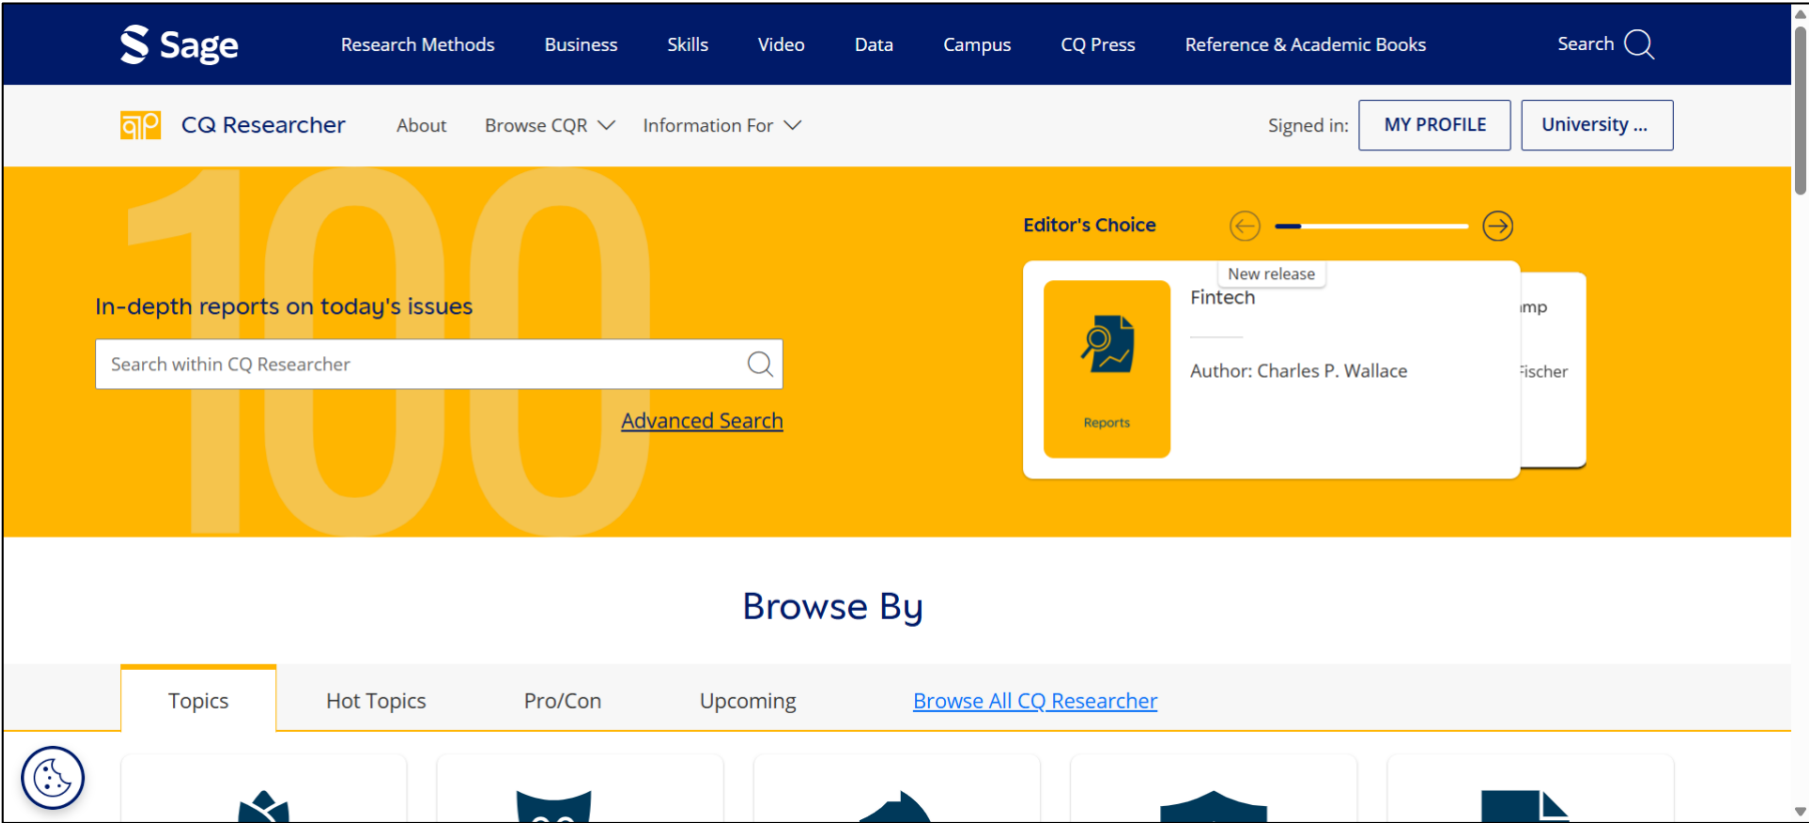 Sage
Research Methods
Business
Skills
Video
Data
Campus
CQ Press
Reference & Academic Books
Search
CQ Researcher
About
Browse CQR
Information For
Signed in:
MY PROFILE
University ...
100
In-depth reports on today's issues
Search within CQ Researcher
Advanced Search
Editor's Choice
New release
Fintech
Author: Charles P. Wallace
Reports
mp
Fischer
Browse By
Topics
Hot Topics
Pro/Con
Upcoming
Browse All CQ Researcher